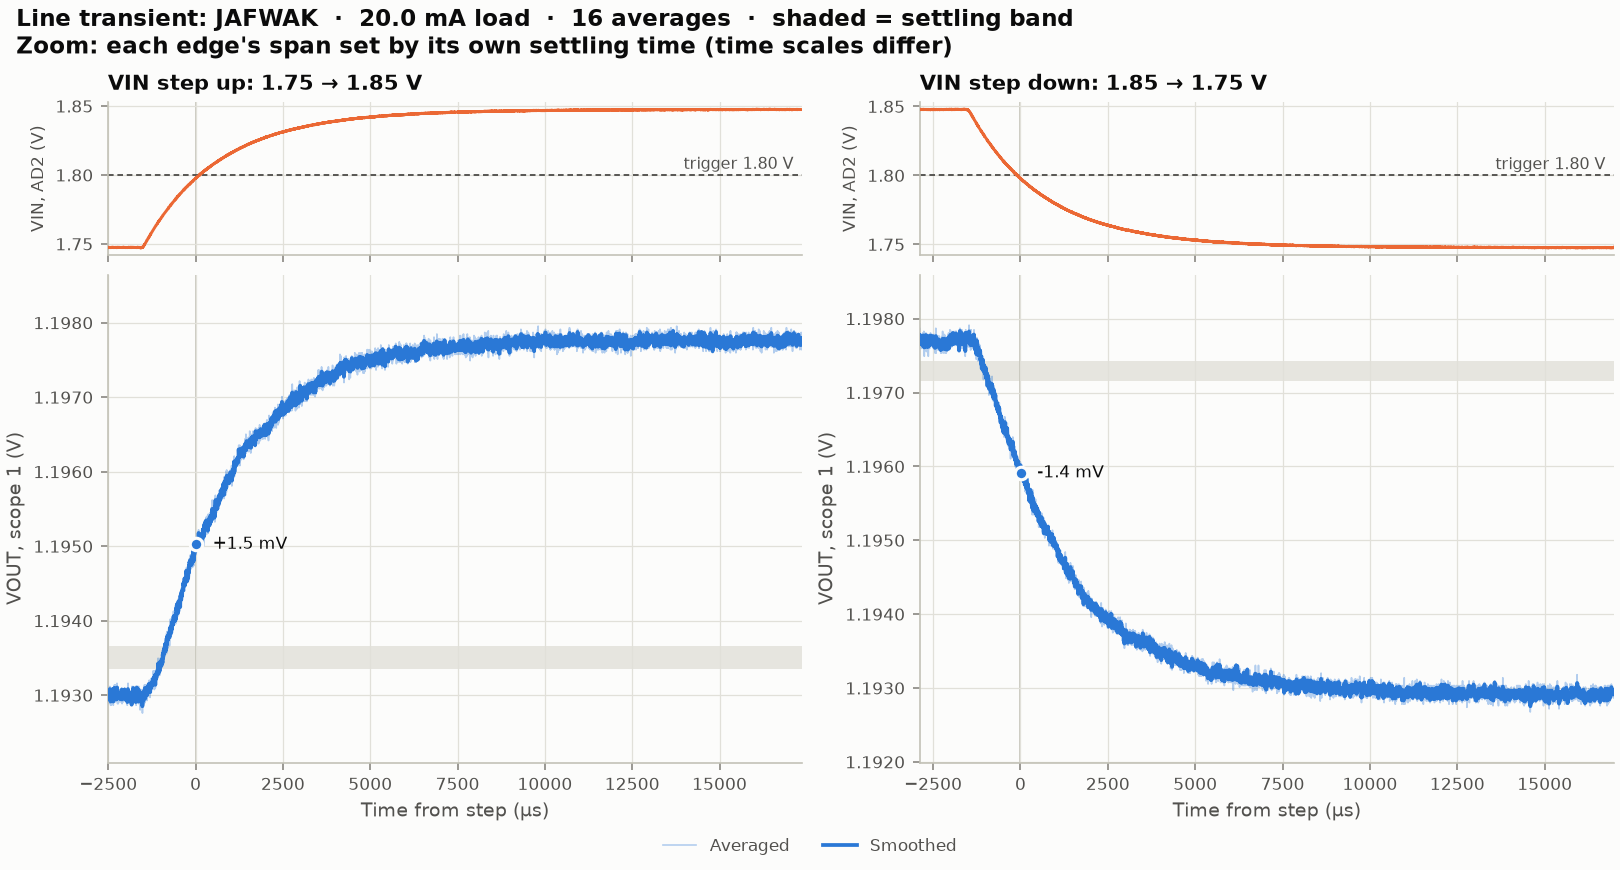 Line transient: JAFWAK · 20.0 mA load · 16 averages · shaded = settling band
Zoom: each edge's span set by its own settling time (time scales differ)
VIN step up: 1.75 → 1.85 V
VIN, AD2 (V)
1.85
1.80
1.75
trigger 1.80 V
VOUT, scope 1 (V)
1.1980
1.1970
1.1960
1.1950
1.1940
1.1930
+1.5 mV
−2500 0 2500 5000 7500 10000 12500 15000
Time from step (µs)
VIN step down: 1.85 → 1.75 V
VIN, AD2 (V)
1.85
1.80
1.75
trigger 1.80 V
VOUT, scope 1 (V)
1.1980
1.1970
1.1960
1.1950
1.1940
1.1930
1.1920
-1.4 mV
−2500 0 2500 5000 7500 10000 12500 15000
Time from step (µs)
Averaged Smoothed